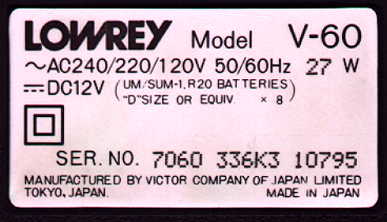 LOWREY Model V-60
~AC240/220/120V 50/60Hz 27 W
⎓DC12V (UM/SUM-1, R20 BATTERIES
"D"SIZE OR EQUIV. × 8)
SER. NO. 7060 336K3 10795
MANUFACTURED BY VICTOR COMPANY OF JAPAN LIMITED
TOKYO, JAPAN. MADE IN JAPAN